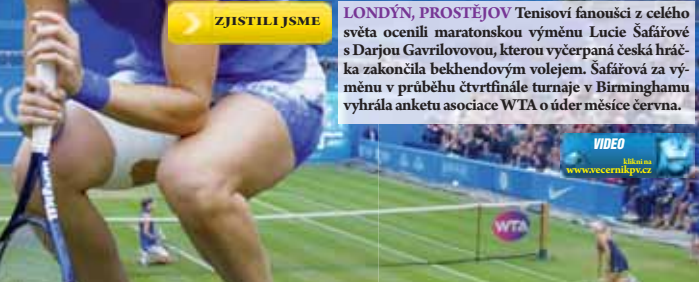 ZJISTILI JSME
LONDÝN, PROSTĚJOV Tenisoví fanoušci z celého
světa ocenili maratonskou výměnu Lucie Šafářové
s Darjou Gavrilovovou, kterou vyčerpaná česká hráč-
ka zakončila bekhendovým volejem. Šafářová za vý-
měnu v průběhu čtvrtfinále turnaje v Birminghamu
vyhrála anketu asociace WTA o úder měsíce června.
VIDEO
klikni na
www.vecernikpv.cz
WTA